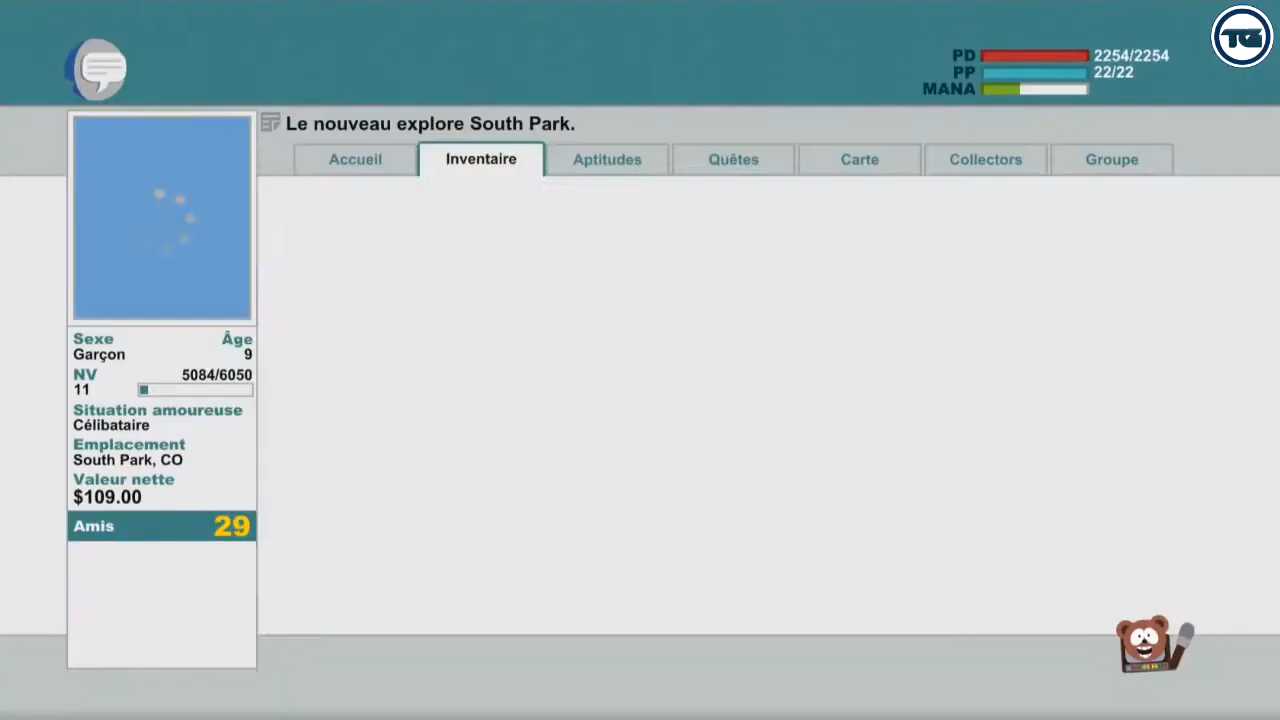 TG
PD 2254/2254
PP 22/22
MANA
Le nouveau explore South Park.
Accueil Inventaire Aptitudes Quêtes Carte Collectors Groupe
Sexe Âge
Garçon 9
NV 5084/6050
11
Situation amoureuse
Célibataire
Emplacement
South Park, CO
Valeur nette
$109.00
Amis 29